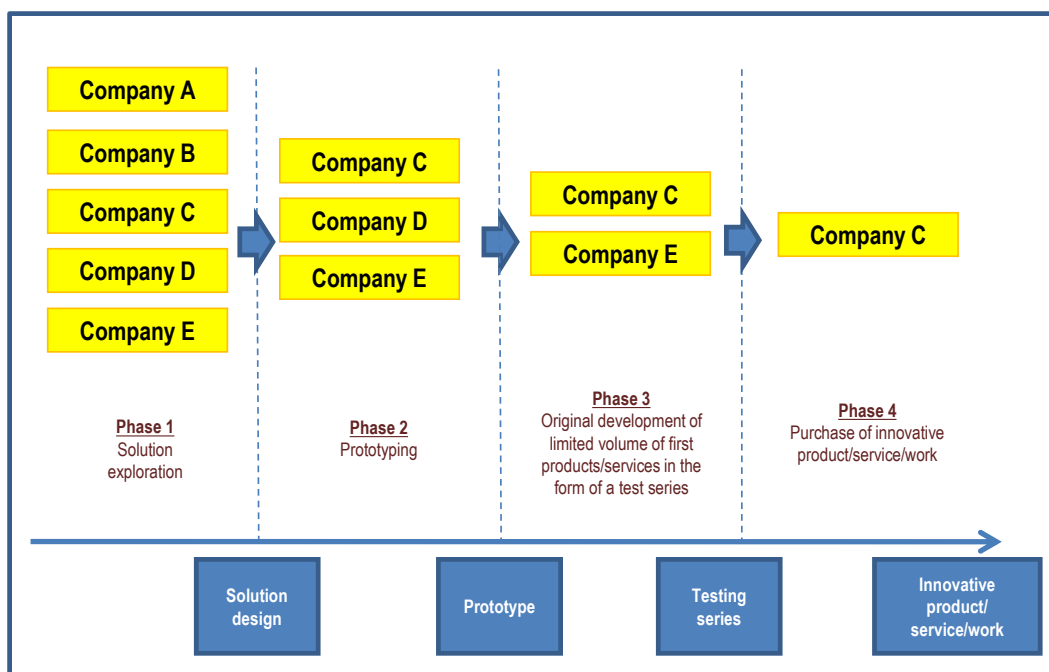 Company A
Company B
Company C
Company D
Company E
Company C
Company D
Company E
Company C
Company E
Company C
Phase 1
Solution
exploration
Phase 2
Prototyping
Phase 3
Original development of
limited volume of first
products/services in the
form of a test series
Phase 4
Purchase of innovative
product/service/work
Solution
design
Prototype
Testing
series
Innovative
product/
service/work